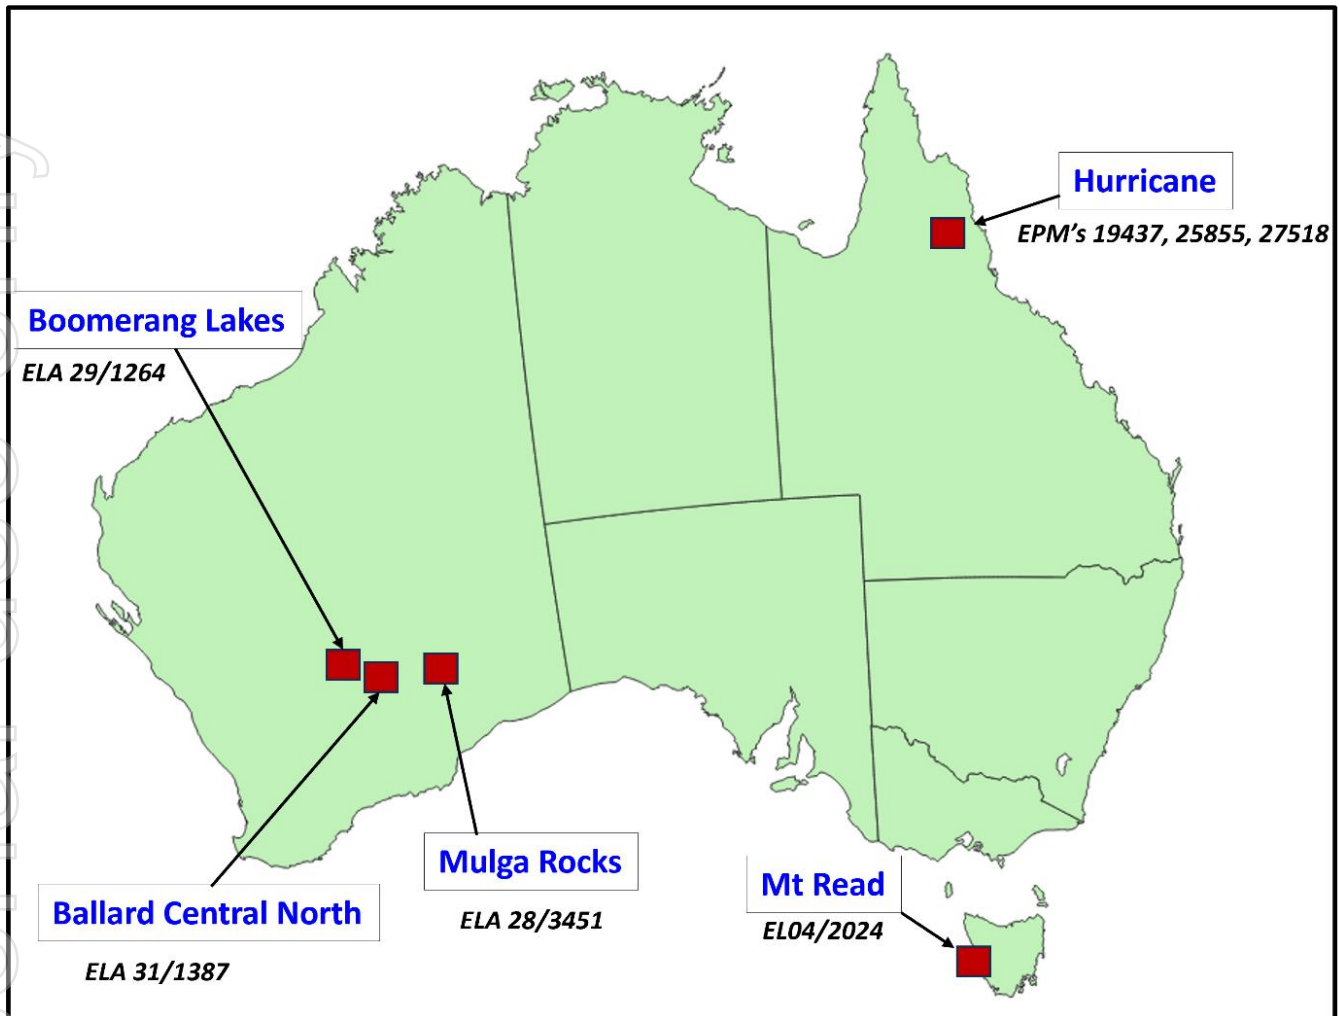 Hurricane
EPM's 19437, 25855, 27518
Boomerang Lakes
ELA 29/1264
Mulga Rocks
ELA 28/3451
Mt Read
EL04/2024
Ballard Central North
ELA 31/1387